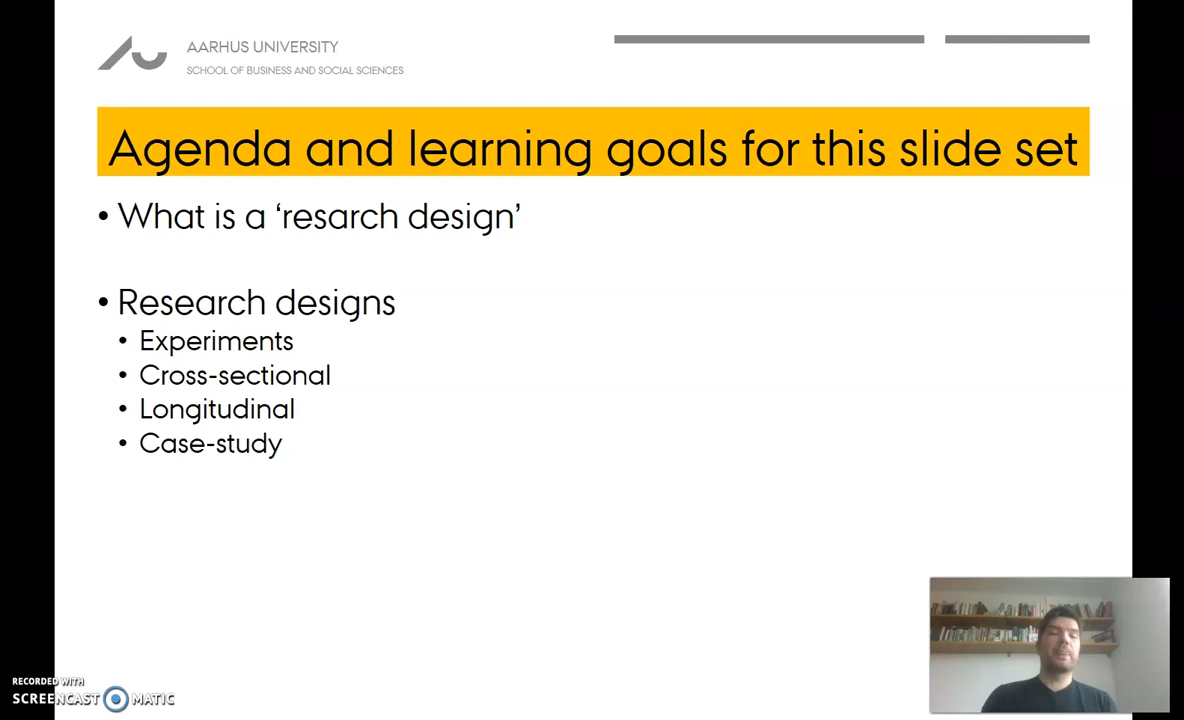 AARHUS UNIVERSITY
SCHOOL OF BUSINESS AND SOCIAL SCIENCES
Agenda and learning goals for this slide set
• What is a ‘resarch design’
• Research designs
• Experiments
• Cross-sectional
• Longitudinal
• Case-study
RECORDED WITH
SCREENCAST MATIC